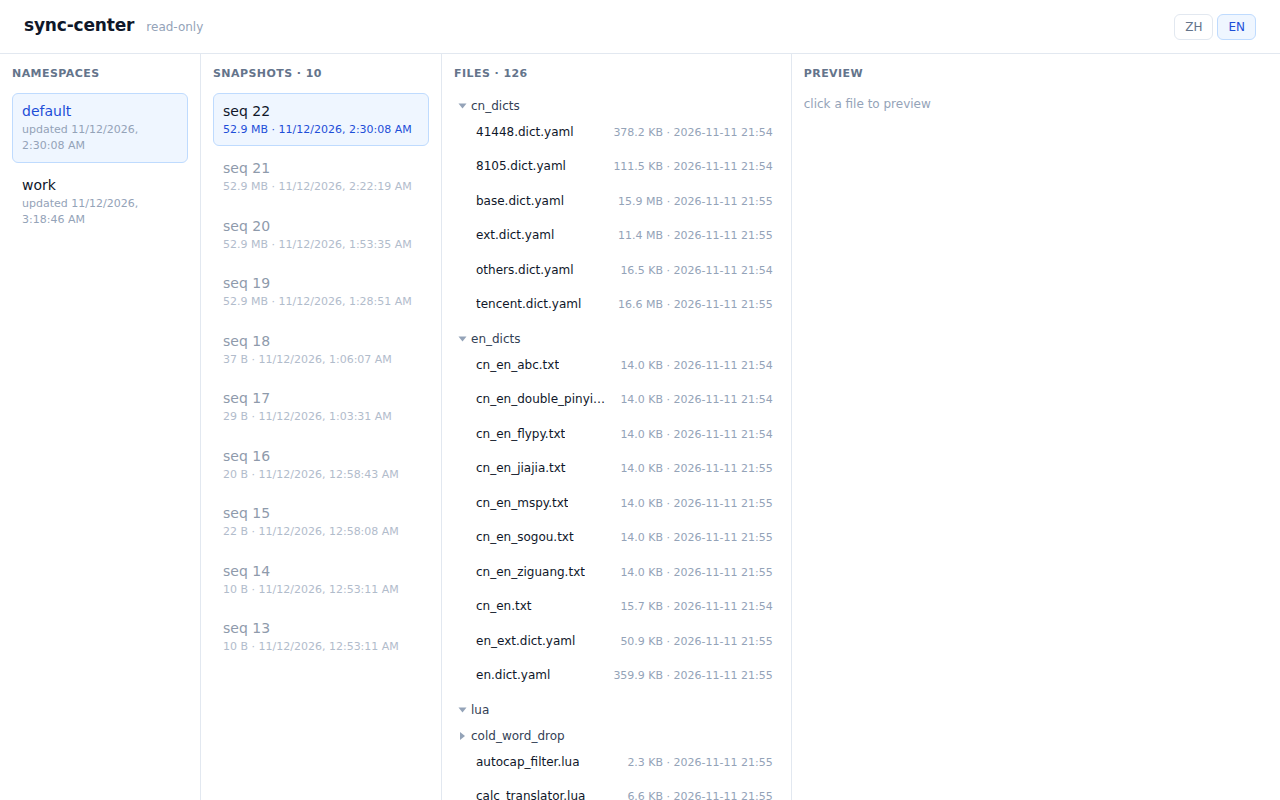 sync-center read-only
ZH EN
NAMESPACES
default
updated 11/12/2026,
2:30:08 AM
work
updated 11/12/2026,
3:18:46 AM
SNAPSHOTS · 10
seq 22
52.9 MB · 11/12/2026, 2:30:08 AM
seq 21
52.9 MB · 11/12/2026, 2:22:19 AM
seq 20
52.9 MB · 11/12/2026, 1:53:35 AM
seq 19
52.9 MB · 11/12/2026, 1:28:51 AM
seq 18
37 B · 11/12/2026, 1:06:07 AM
seq 17
29 B · 11/12/2026, 1:03:31 AM
seq 16
20 B · 11/12/2026, 12:58:43 AM
seq 15
22 B · 11/12/2026, 12:58:08 AM
seq 14
10 B · 11/12/2026, 12:53:11 AM
seq 13
10 B · 11/12/2026, 12:53:11 AM
FILES · 126
cn_dicts
41448.dict.yaml 378.2 KB · 2026-11-11 21:54
8105.dict.yaml 111.5 KB · 2026-11-11 21:54
base.dict.yaml 15.9 MB · 2026-11-11 21:55
ext.dict.yaml 11.4 MB · 2026-11-11 21:55
others.dict.yaml 16.5 KB · 2026-11-11 21:54
tencent.dict.yaml 16.6 MB · 2026-11-11 21:55
en_dicts
cn_en_abc.txt 14.0 KB · 2026-11-11 21:54
cn_en_double_pinyi... 14.0 KB · 2026-11-11 21:54
cn_en_flypy.txt 14.0 KB · 2026-11-11 21:54
cn_en_jiajia.txt 14.0 KB · 2026-11-11 21:55
cn_en_mspy.txt 14.0 KB · 2026-11-11 21:55
cn_en_sogou.txt 14.0 KB · 2026-11-11 21:55
cn_en_ziguang.txt 14.0 KB · 2026-11-11 21:55
cn_en.txt 15.7 KB · 2026-11-11 21:54
en_ext.dict.yaml 50.9 KB · 2026-11-11 21:55
en.dict.yaml 359.9 KB · 2026-11-11 21:55
lua
cold_word_drop
autocap_filter.lua 2.3 KB · 2026-11-11 21:55
calc_translator.lua 6.6 KB · 2026-11-11 21:55
PREVIEW
click a file to preview